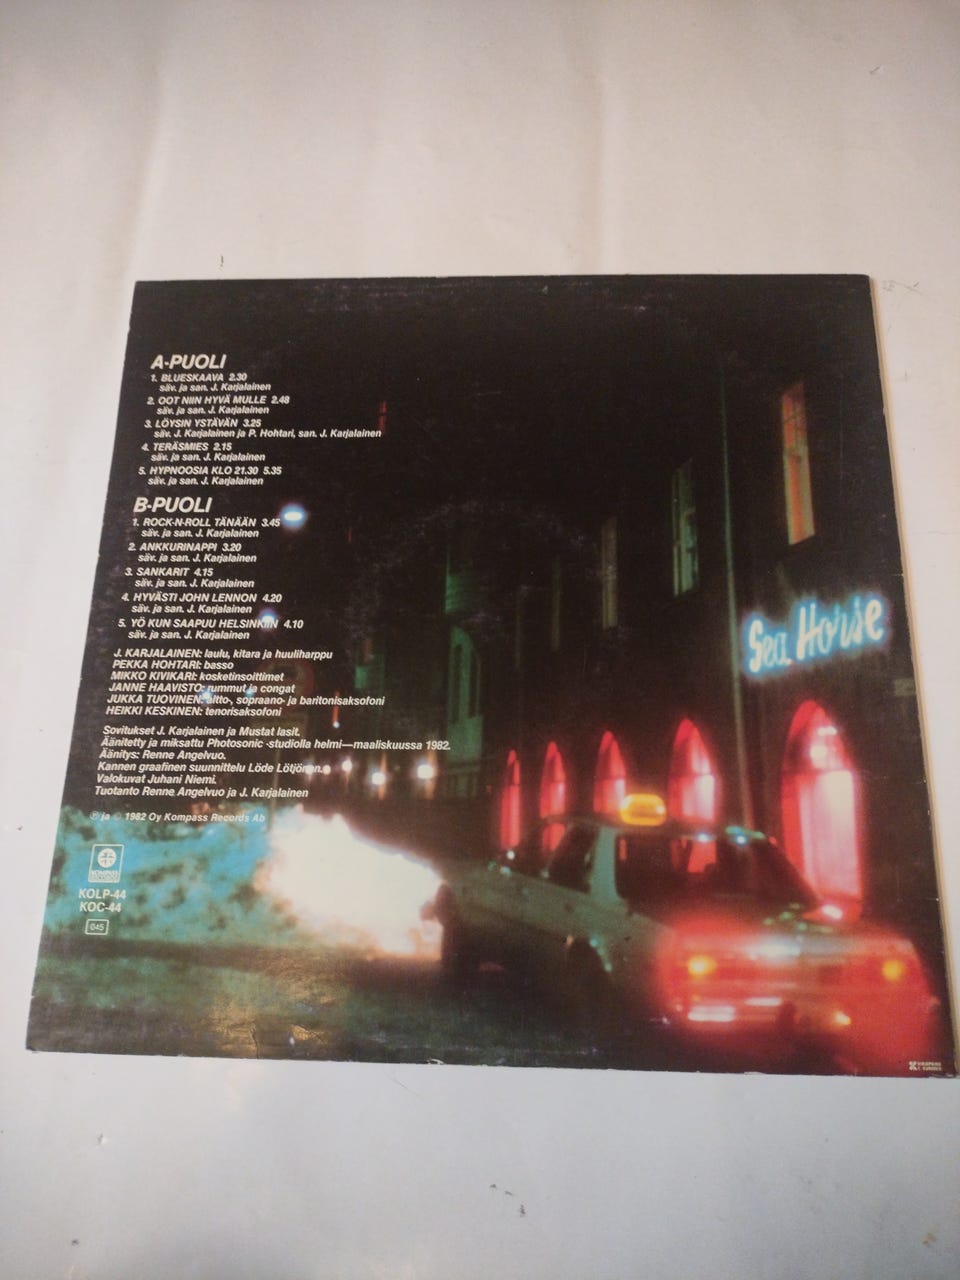 A-PUOLI
1. BLUESKAAVA 2.30
säv. ja san. J. Karjalainen
2. OOT NIIN HYVÄ MULLE 2.48
säv. ja san. J. Karjalainen
3. LÖYSIN YSTÄVÄN 3.25
säv. J. Karjalainen ja P. Hohtari, san. J. Karjalainen
4. TERÄSMIES 2.15
säv. ja san. J. Karjalainen
5. HYPNOOSIA KLO 21.30 5.35
säv. ja san. J. Karjalainen
B-PUOLI
1. ROCK-N-ROLL TÄNÄÄN 3.45
säv. ja san. J. Karjalainen
2. ANKKURINAPPI 3.20
säv. ja san. J. Karjalainen
3. SANKARIT 4.15
säv. ja san. J. Karjalainen
4. HYVÄSTI JOHN LENNON 4.20
säv. ja san. J. Karjalainen
5. YÖ KUN SAAPUU HELSINKIIN 4.10
säv. ja san. J. Karjalainen
J. KARJALAINEN: laulu, kitara ja huuliharppu
PEKKA HOHTARI: basso
MIKKO KIVIKARI: kosketinsoittimet
JANNE HAAVISTO: rummut ja congat
JUKKA TUOVINEN: altto-, sopraano- ja baritonisaksofoni
HEIKKI KESKINEN: tenorisaksofoni
Sovitukset J. Karjalainen ja Mustat lasit.
Äänitetty ja miksattu Photosonic -studiolla helmi—maaliskuussa 1982.
Äänitys: Renne Angelvuo.
Kannen graafinen suunnittelu Löde Lötjönen.
Valokuvat Juhani Niemi.
Tuotanto Renne Angelvuo ja J. Karjalainen
℗ ja © 1982 Oy Kompass Records Ab
KOMPASS
KOLP-44
KOC-44
045
Sea Horse